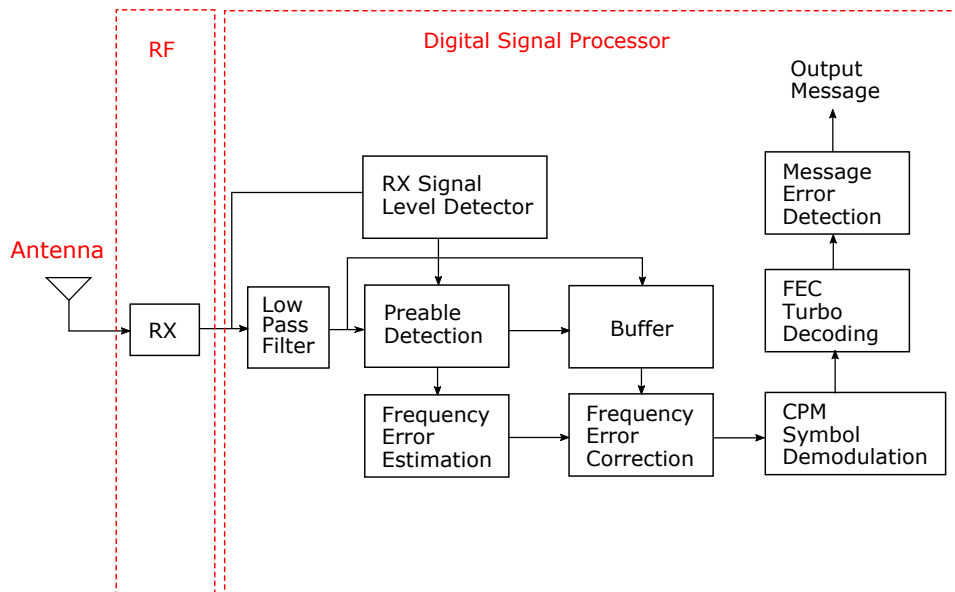 RF
Digital Signal Processor
Output
Message
RX Signal
Level Detector
Message
Error
Detection
Antenna
RX
Low
Pass
Filter
Preable
Detection
Buffer
FEC
Turbo
Decoding
Frequency
Error
Estimation
Frequency
Error
Correction
CPM
Symbol
Demodulation